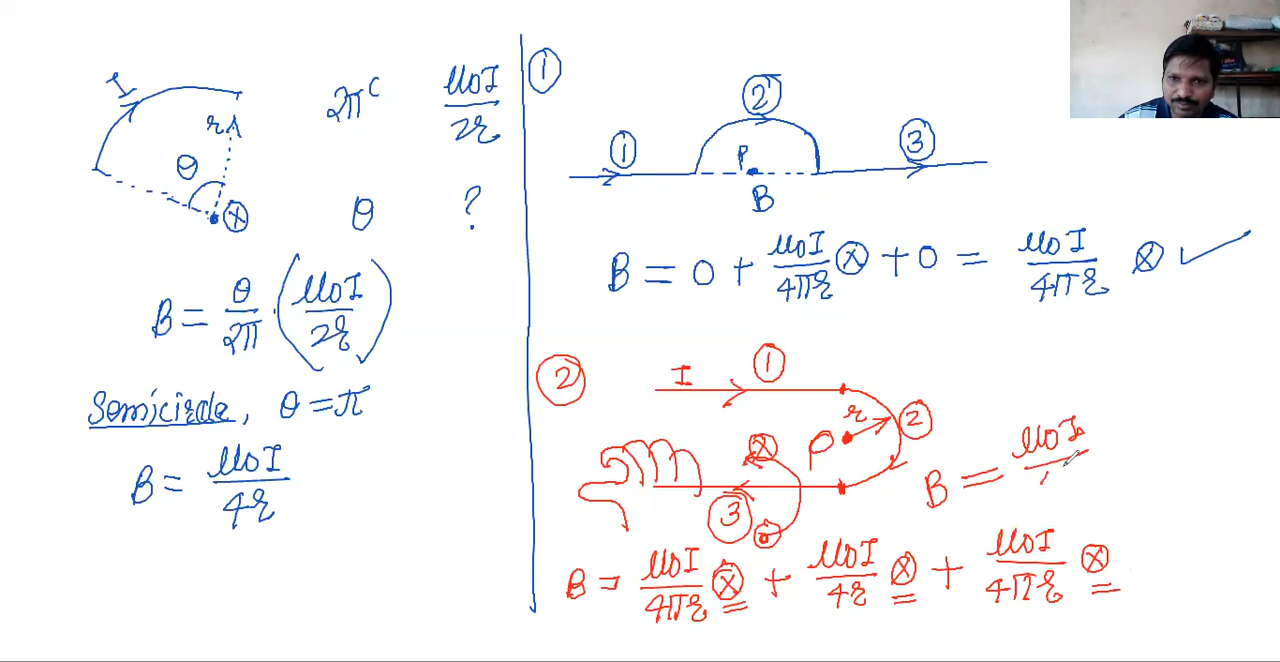 I
r
θ
⊗
2π^c μ₀I/2r
θ ?
B = θ/2π · (μ₀I/2r)
Semicircle, θ = π
B = μ₀I/4r
①
① ② ③
P
B
B = 0 + μ₀I/4πr ⊗ + 0 = μ₀I/4πr ⊗ ✓
②
I ①
r ②
P
⊗
③
⊙
B = μ₀I/
B = μ₀I/4πr ⊗ + μ₀I/4r ⊗ + μ₀I/4πr ⊗